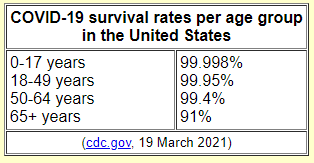 COVID-19 survival rates per age group
in the United States
0-17 years 99.998%
18-49 years 99.95%
50-64 years 99.4%
65+ years 91%
(cdc.gov, 19 March 2021)